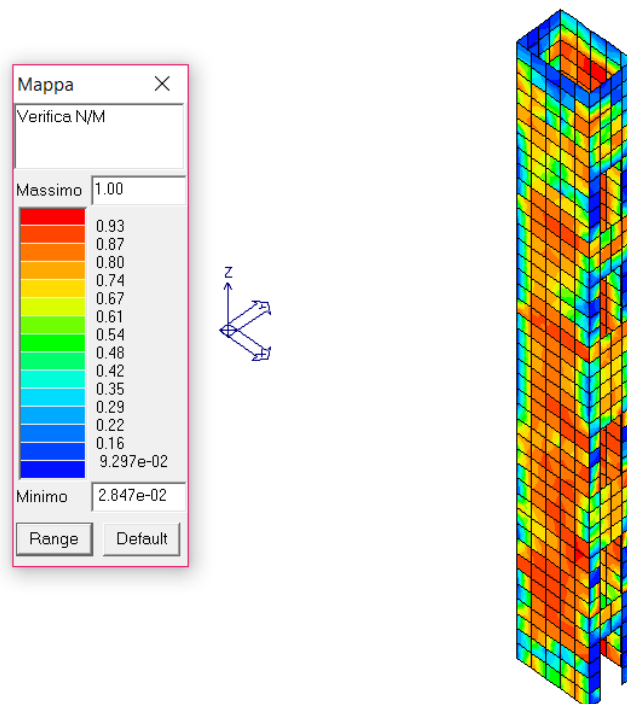 Mappa
Verifica N/M
Massimo 1.00
0.93
0.87
0.80
0.74
0.67
0.61
0.54
0.48
0.42
0.35
0.29
0.22
0.16
9.297e-02
Minimo 2.847e-02
Range Default
Z